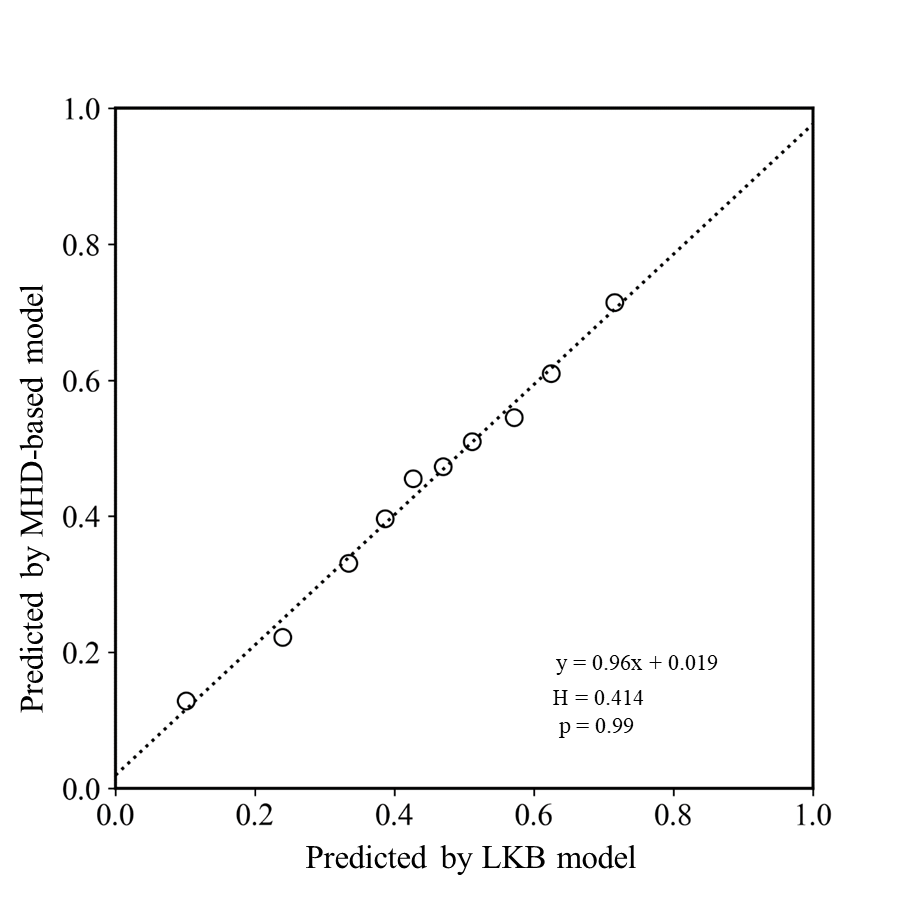 1.0
0.8
0.6
0.4
0.2
0.0
Predicted by MHD-based model
y = 0.96x + 0.019
H = 0.414
p = 0.99
0.0 0.2 0.4 0.6 0.8 1.0
Predicted by LKB model